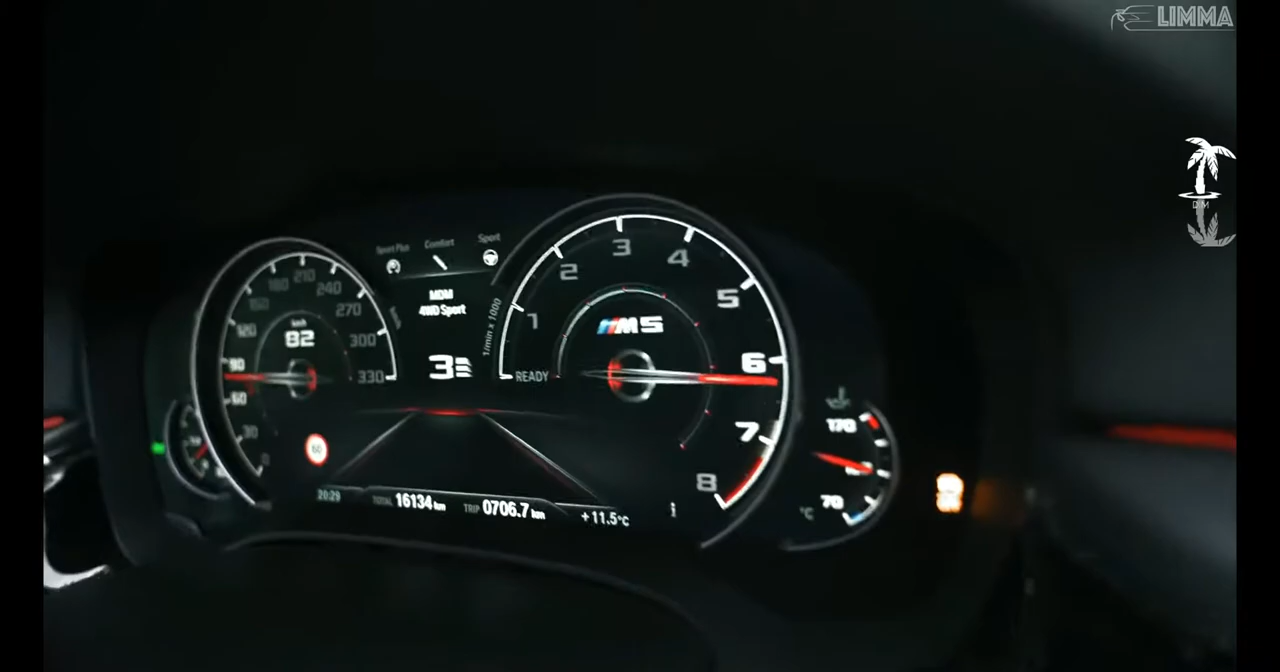 LIMMA
Sport Plus
Comfort
Sport
MDM
4WD Sport
3
km/h
82
0
30
60
90
120
150
180
210
240
270
300
330
1/min x 1000
READY
1
2
3
4
5
6
7
8
M5
170
70
°C
60
20:29
TOTAL 16134 km
TRIP 0706.7 km
+11.5°C